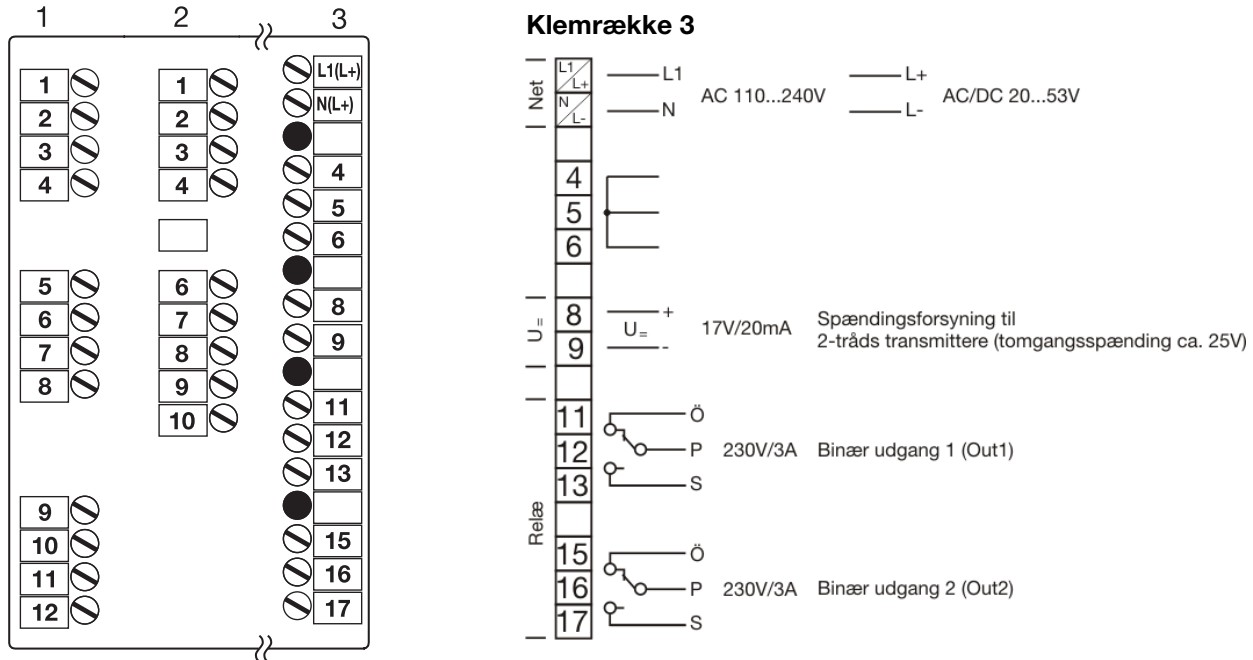 1 2 3
1 1 L1(L+)
2 2 N(L+)
3 3
4 4 4
5
6
5 6
6 7 8
7 8 9
8 9
10 11
12
13
9
10 15
11 16
12 17
Klemrække 3
Net
L1 L+ L1 L+
AC 110...240V AC/DC 20...53V
N L- N L-
4
5
6
U=
8 +
U= 17V/20mA Spændingsforsyning til
9 - 2-tråds transmittere (tomgangsspænding ca. 25V)
Relæ
11 Ö
12 P 230V/3A Binær udgang 1 (Out1)
13 S
15 Ö
16 P 230V/3A Binær udgang 2 (Out2)
17 S